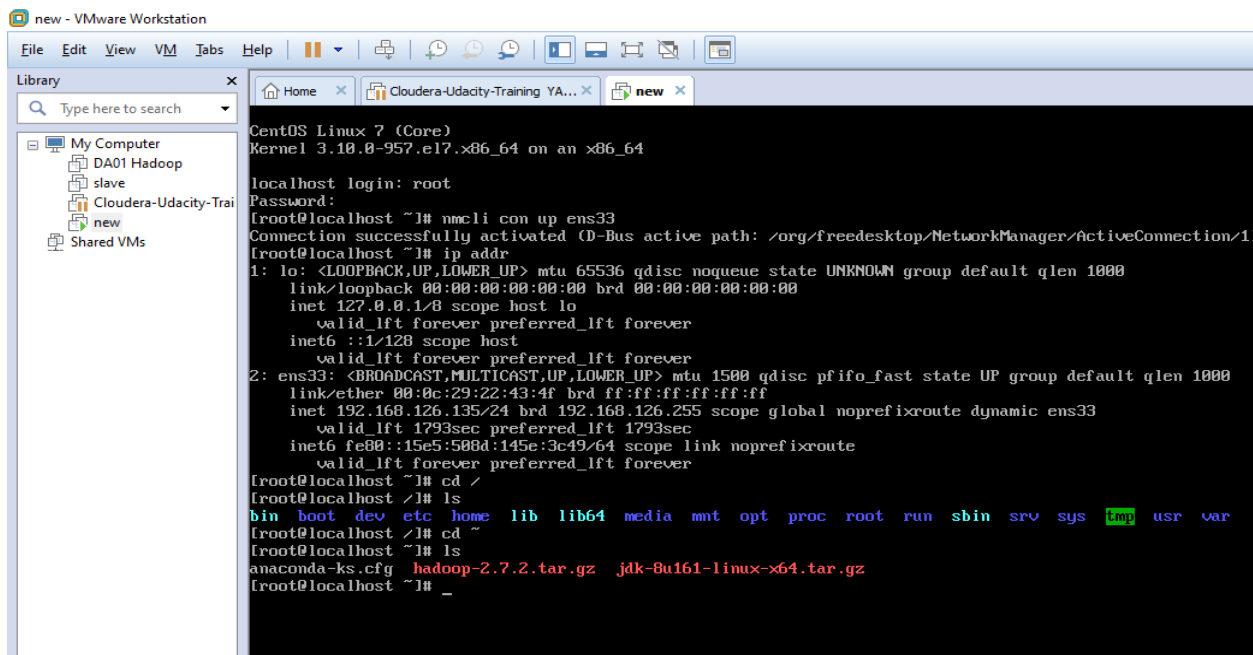 new - VMware Workstation
File Edit View VM Tabs Help
Library x
Type here to search
My Computer
DA01 Hadoop
slave
Cloudera-Udacity-Trai
new
Shared VMs
Home × Cloudera-Udacity-Training YA... × new ×
CentOS Linux 7 (Core)
Kernel 3.10.0-957.el7.x86_64 on an x86_64
localhost login: root
Password:
[root@localhost ~]# nmcli con up ens33
Connection successfully activated (D-Bus active path: /org/freedesktop/NetworkManager/ActiveConnection/1
[root@localhost ~]# ip addr
1: lo: <LOOPBACK,UP,LOWER_UP> mtu 65536 qdisc noqueue state UNKNOWN group default qlen 1000
link/loopback 00:00:00:00:00:00 brd 00:00:00:00:00:00
inet 127.0.0.1/8 scope host lo
valid_lft forever preferred_lft forever
inet6 ::1/128 scope host
valid_lft forever preferred_lft forever
2: ens33: <BROADCAST,MULTICAST,UP,LOWER_UP> mtu 1500 qdisc pfifo_fast state UP group default qlen 1000
link/ether 00:0c:29:22:43:4f brd ff:ff:ff:ff:ff:ff
inet 192.168.126.135/24 brd 192.168.126.255 scope global noprefixroute dynamic ens33
valid_lft 1793sec preferred_lft 1793sec
inet6 fe80::15e5:508d:145e:3c49/64 scope link noprefixroute
valid_lft forever preferred_lft forever
[root@localhost ~]# cd /
[root@localhost /]# ls
bin boot dev etc home lib lib64 media mnt opt proc root run sbin srv sys tmp usr var
[root@localhost /]# cd ~
[root@localhost ~]# ls
anaconda-ks.cfg hadoop-2.7.2.tar.gz jdk-8u161-linux-x64.tar.gz
[root@localhost ~]# _